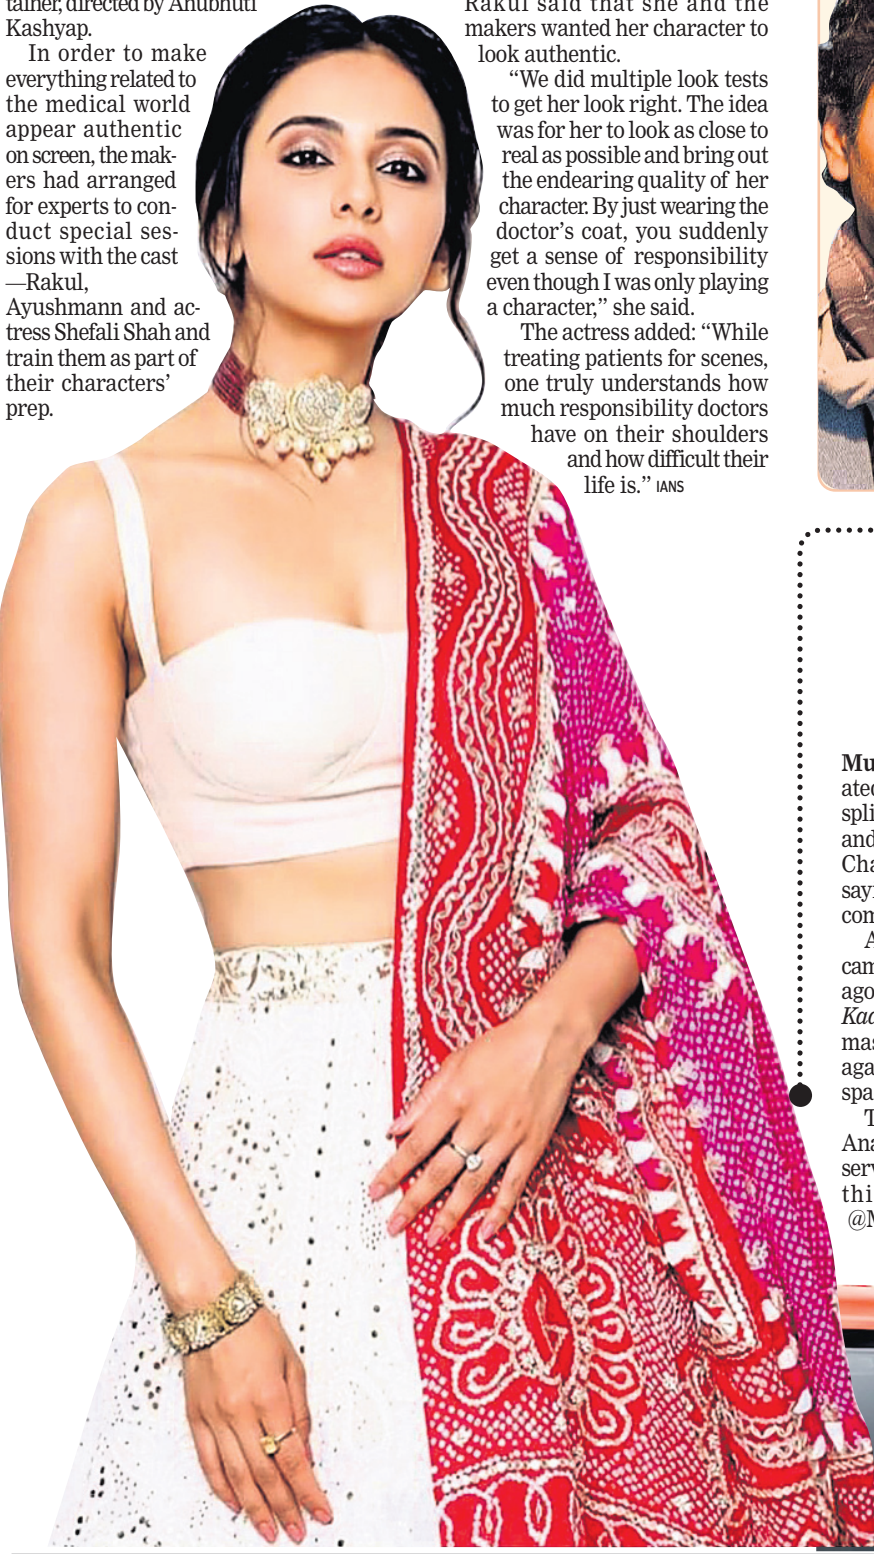 tainer, directed by Anubhuti
Kashyap.
In order to make
everything related to
the medical world
appear authentic
on screen, the mak-
ers had arranged
for experts to con-
duct special ses-
sions with the cast
—Rakul,
Ayushmann and ac-
tress Shefali Shah and
train them as part of
their characters'
prep.
Rakul said that she and the
makers wanted her character to
look authentic.
“We did multiple look tests
to get her look right. The idea
was for her to look as close to
real as possible and bring out
the endearing quality of her
character. By just wearing the
doctor’s coat, you suddenly
get a sense of responsibility
even though I was only playing
a character,” she said.
The actress added: “While
treating patients for scenes,
one truly understands how
much responsibility doctors
have on their shoulders
and how difficult their
life is.” IANS
Mu
ated
spli
and
Cha
sayi
com
A
cam
ago
Kad
mas
aga
spa
T
Ana
serv
thi
@M